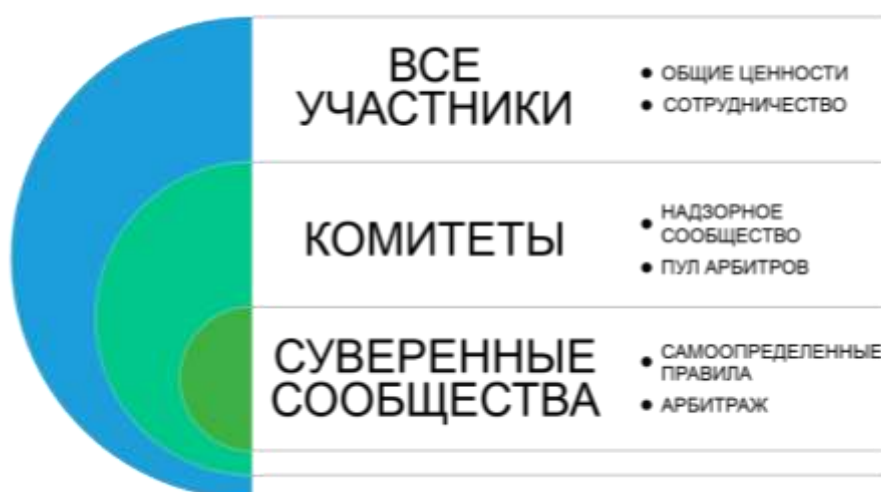 ВСЕ
УЧАСТНИКИ
● ОБЩИЕ ЦЕННОСТИ
● СОТРУДНИЧЕСТВО
КОМИТЕТЫ
● НАДЗОРНОЕ
СООБЩЕСТВО
● ПУЛ АРБИТРОВ
СУВЕРЕННЫЕ
СООБЩЕСТВА
● САМООПРЕДЕЛЕННЫЕ
ПРАВИЛА
● АРБИТРАЖ